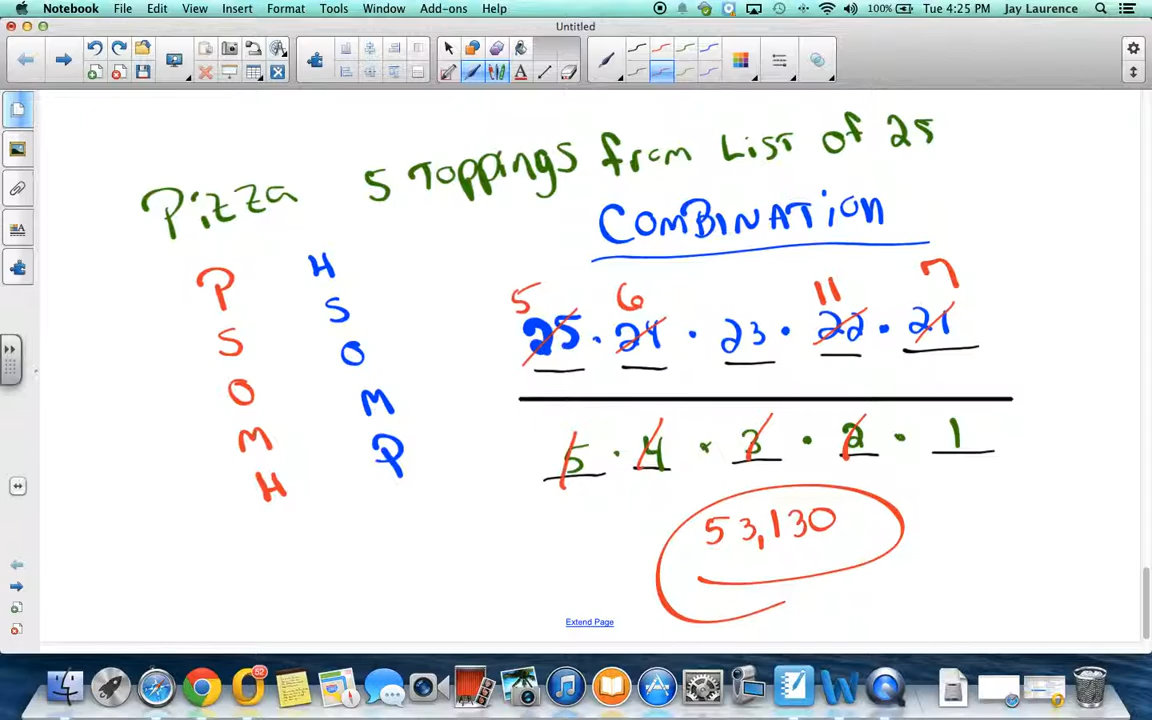 Notebook File Edit View Insert Format Tools Window Add-ons Help 100% Tue 4:25 PM Jay Laurence
Untitled
Pizza 5 Toppings from List of 25
COMBINATION
P H
S S
O O
M M
H P
5 6 11 7
25 · 24 · 23 · 22 · 21
5 · 4 · 3 · 2 · 1
53,130
Extend Page
52